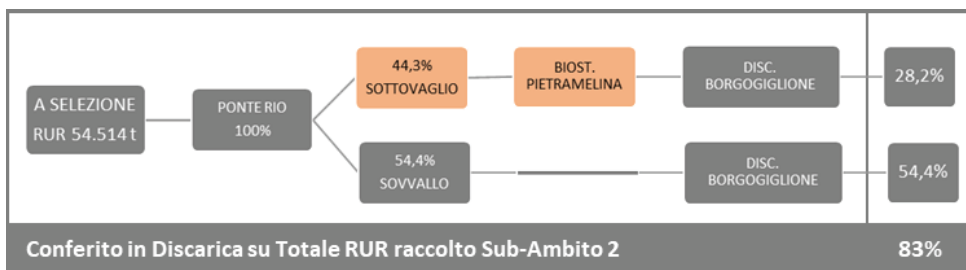 A SELEZIONE
RUR 54.514 t
PONTE RIO
100%
44,3%
SOTTOVAGLIO
BIOST.
PIETRAMELINA
DISC.
BORGOGIGLIONE
28,2%
54,4%
SOVVALLO
DISC.
BORGOGIGLIONE
54,4%
Conferito in Discarica su Totale RUR raccolto Sub-Ambito 2 83%